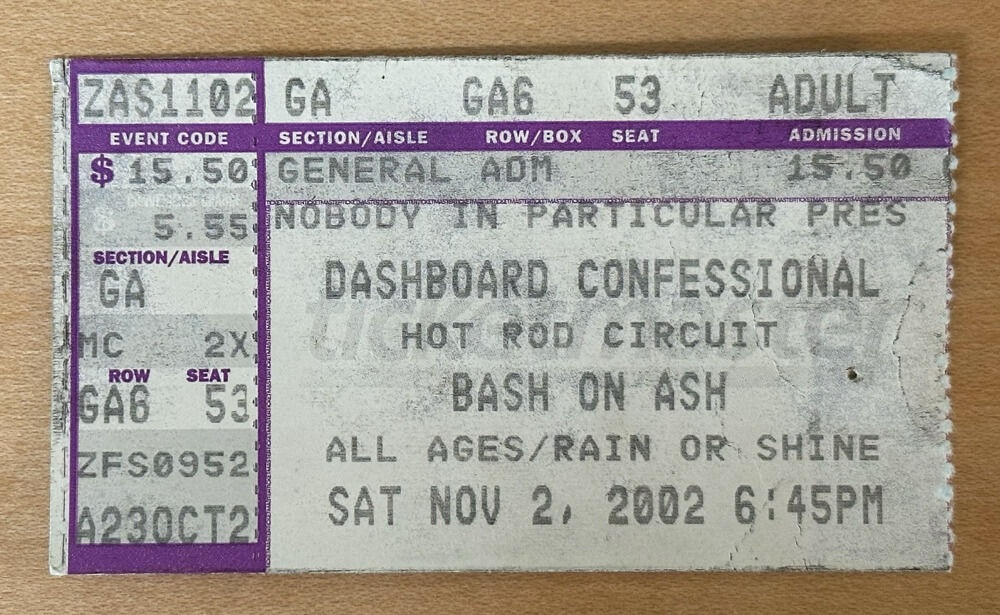 ZAS1102 GA GA6 53 ADULT
EVENT CODE SECTION/AISLE ROW/BOX SEAT ADMISSION
$ 15.50 GENERAL ADM 15.50
$ 5.55 NOBODY IN PARTICULAR PRES
SECTION/AISLE
GA DASHBOARD CONFESSIONAL
ticketmaster
MC 2X HOT ROD CIRCUIT
ROW SEAT
GA6 53 BASH ON ASH
ZFS0952 ALL AGES/RAIN OR SHINE
A23OCT2 SAT NOV 2, 2002 6:45PM